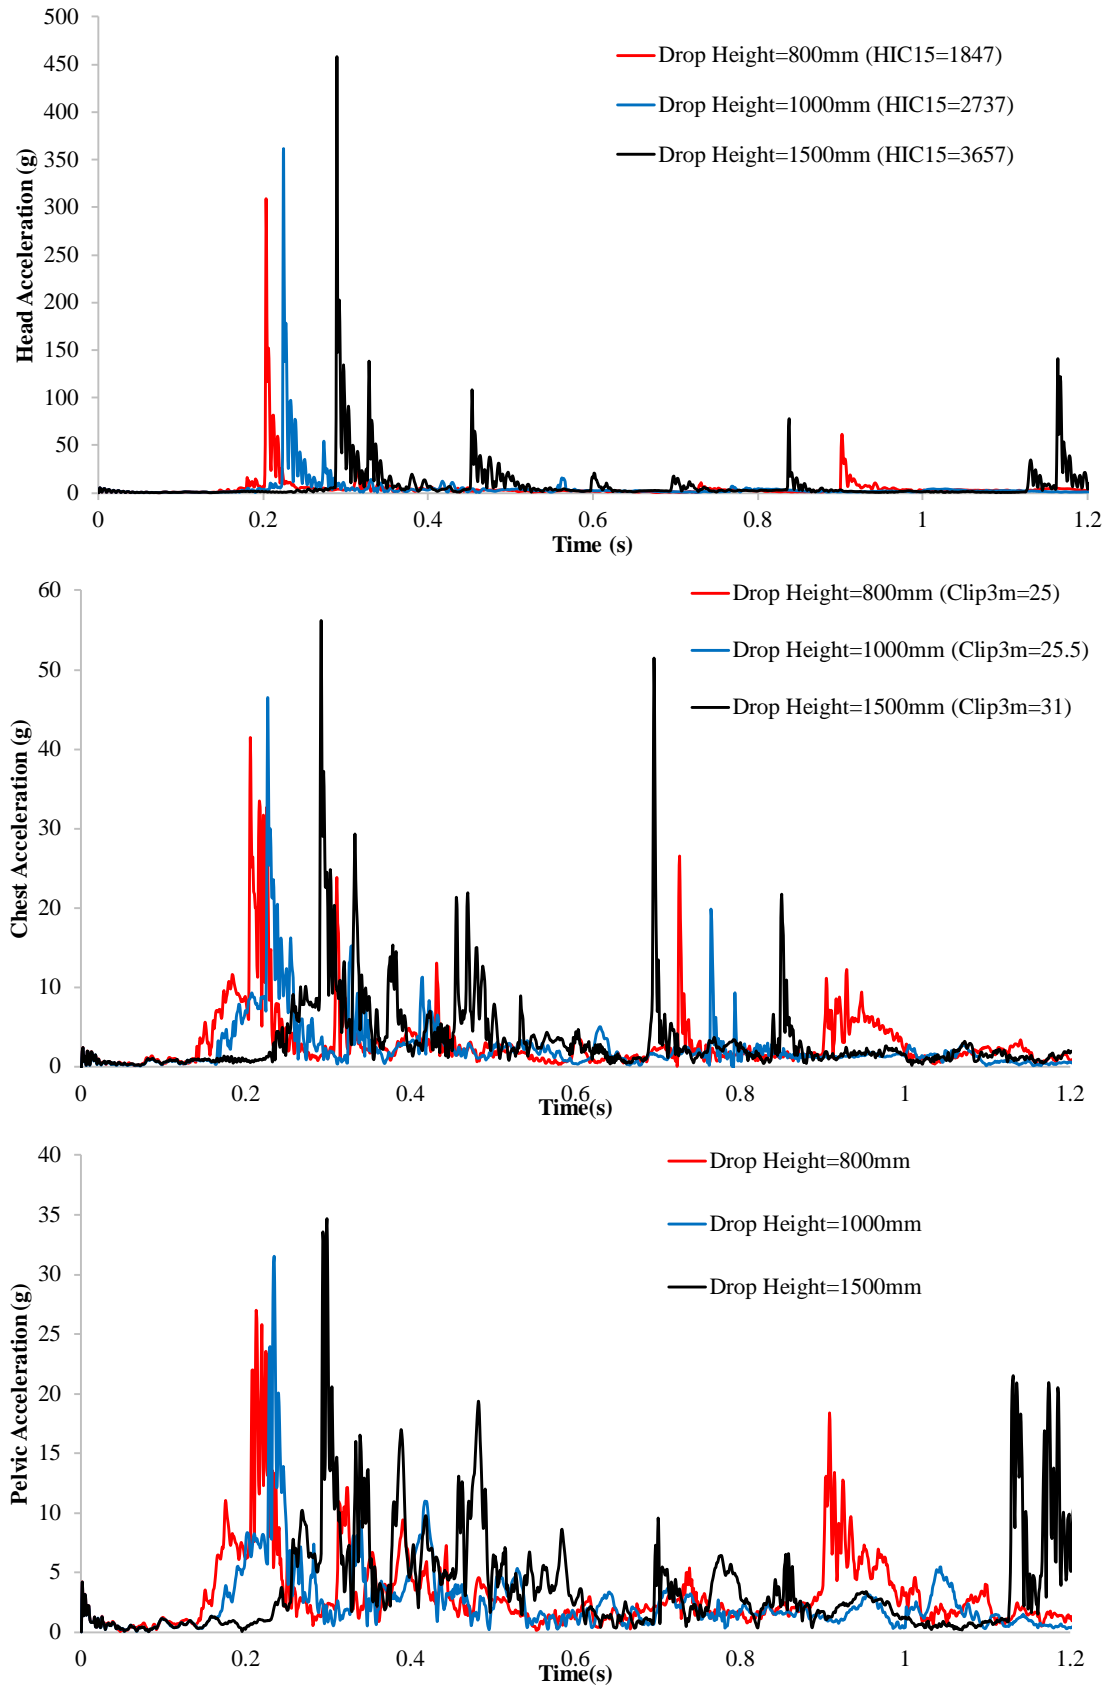 500
450
400
350
300
250
200
150
100
50
0
Head Acceleration (g)
Drop Height=800mm (HIC15=1847)
Drop Height=1000mm (HIC15=2737)
Drop Height=1500mm (HIC15=3657)
0 0.2 0.4 0.6 0.8 1 1.2
Time (s)
60
50
40
30
20
10
0
Chest Acceleration (g)
Drop Height=800mm (Clip3m=25)
Drop Height=1000mm (Clip3m=25.5)
Drop Height=1500mm (Clip3m=31)
0 0.2 0.4 0.6 0.8 1 1.2
Time(s)
40
35
30
25
20
15
10
5
0
Pelvic Acceleration (g)
Drop Height=800mm
Drop Height=1000mm
Drop Height=1500mm
0 0.2 0.4 0.6 0.8 1 1.2
Time(s)